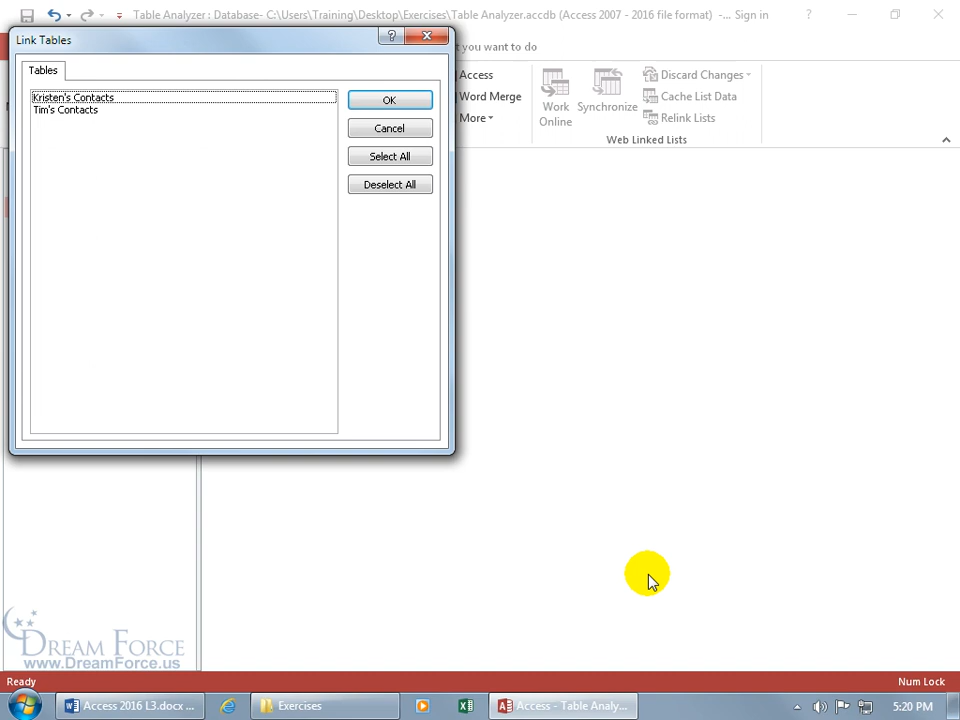 Table Analyzer : Database- C:\Users\Training\Desktop\Exercises\Table Analyzer.accdb (Access 2007 - 2016 file format) -... Sign in
?
Link Tables
t you want to do
Tables
Kristen's Contacts
Tim's Contacts
OK
Cancel
Select All
Deselect All
Access
Word Merge
More
Work Online
Synchronize
Discard Changes
Cache List Data
Relink Lists
Web Linked Lists
DREAM FORCE
www.DreamForce.us
Ready
Num Lock
Access 2016 L3.docx ...
Exercises
Access - Table Analy...
5:20 PM